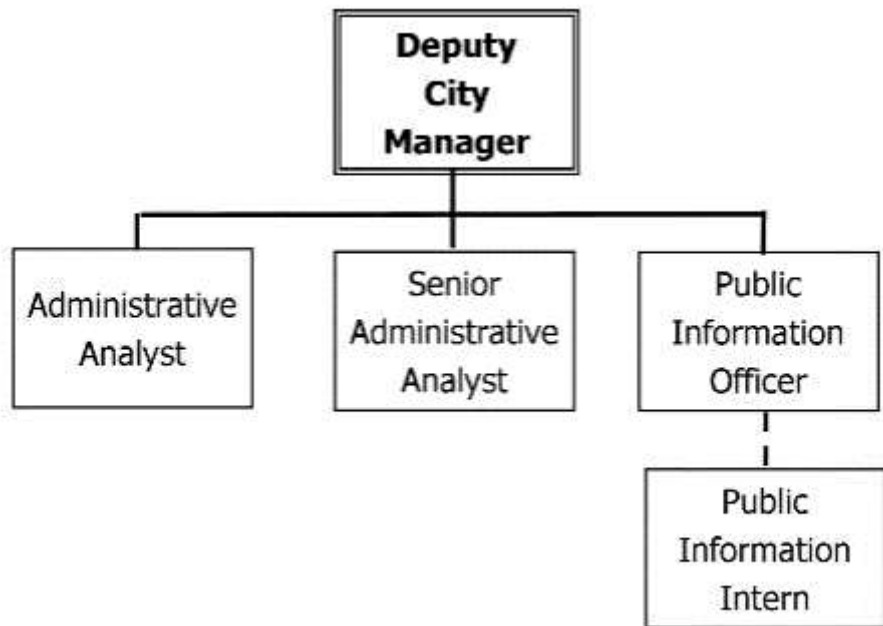 Deputy
City
Manager
Administrative
Analyst
Senior
Administrative
Analyst
Public
Information
Officer
Public
Information
Intern